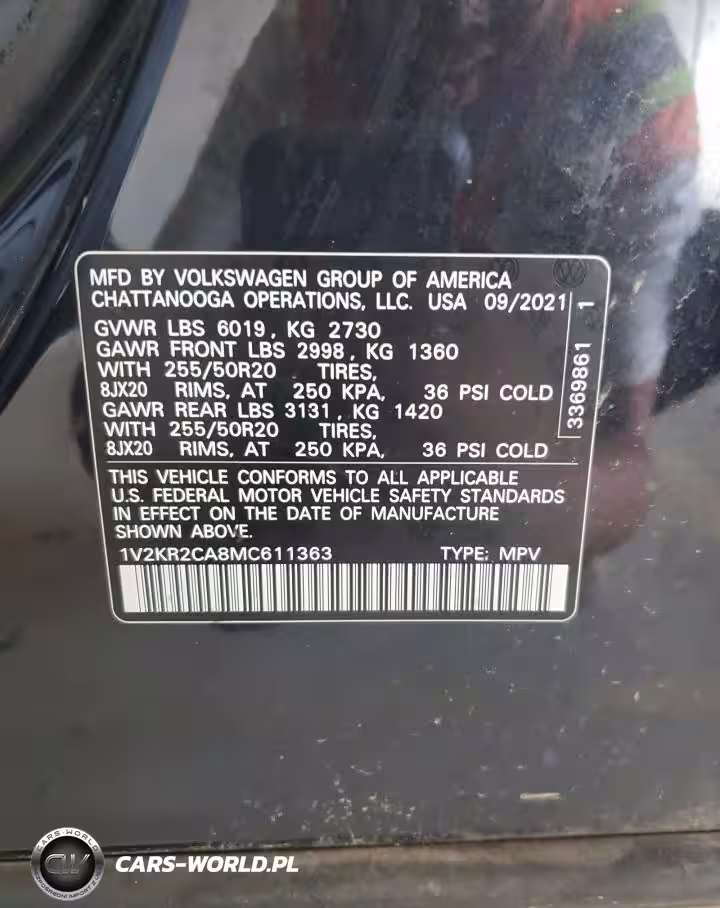 MFD BY VOLKSWAGEN GROUP OF AMERICA
CHATTANOOGA OPERATIONS, LLC. USA 09/2021
GVWR LBS 6019, KG 2730
GAWR FRONT LBS 2998, KG 1360
WITH 255/50R20 TIRES,
8JX20 RIMS, AT 250 KPA, 36 PSI COLD
GAWR REAR LBS 3131, KG 1420
WITH 255/50R20 TIRES,
8JX20 RIMS, AT 250 KPA, 36 PSI COLD
3369861 1
THIS VEHICLE CONFORMS TO ALL APPLICABLE
U.S. FEDERAL MOTOR VEHICLE SAFETY STANDARDS
IN EFFECT ON THE DATE OF MANUFACTURE
SHOWN ABOVE.
1V2KR2CA8MC611363 TYPE: MPV
CARS-WORLD
CW
CARS-WORLD.PL